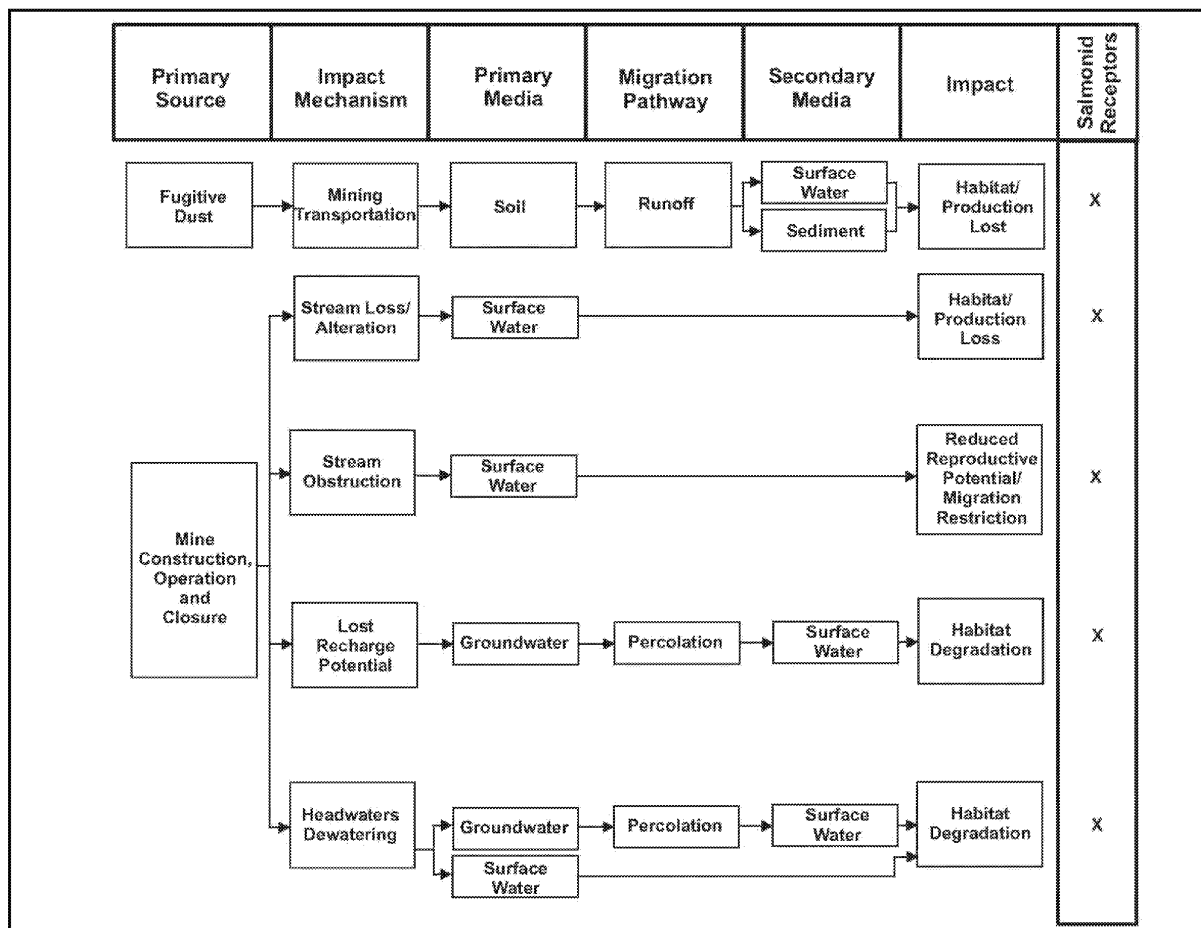 Primary
Source
Impact
Mechanism
Primary
Media
Migration
Pathway
Secondary
Media
Impact
Salmonid
Receptors
Fugitive
Dust
Mining
Transportation
Soil
Runoff
Surface
Water
Sediment
Habitat/
Production
Lost
X
Stream Loss/
Alteration
Surface
Water
Habitat/
Production
Loss
X
Stream
Obstruction
Surface
Water
Reduced
Reproductive
Potential/
Migration
Restriction
X
Mine
Construction,
Operation
and
Closure
Lost
Recharge
Potential
Groundwater
Percolation
Surface
Water
Habitat
Degradation
X
Headwaters
Dewatering
Groundwater
Percolation
Surface
Water
Habitat
Degradation
X
Surface
Water